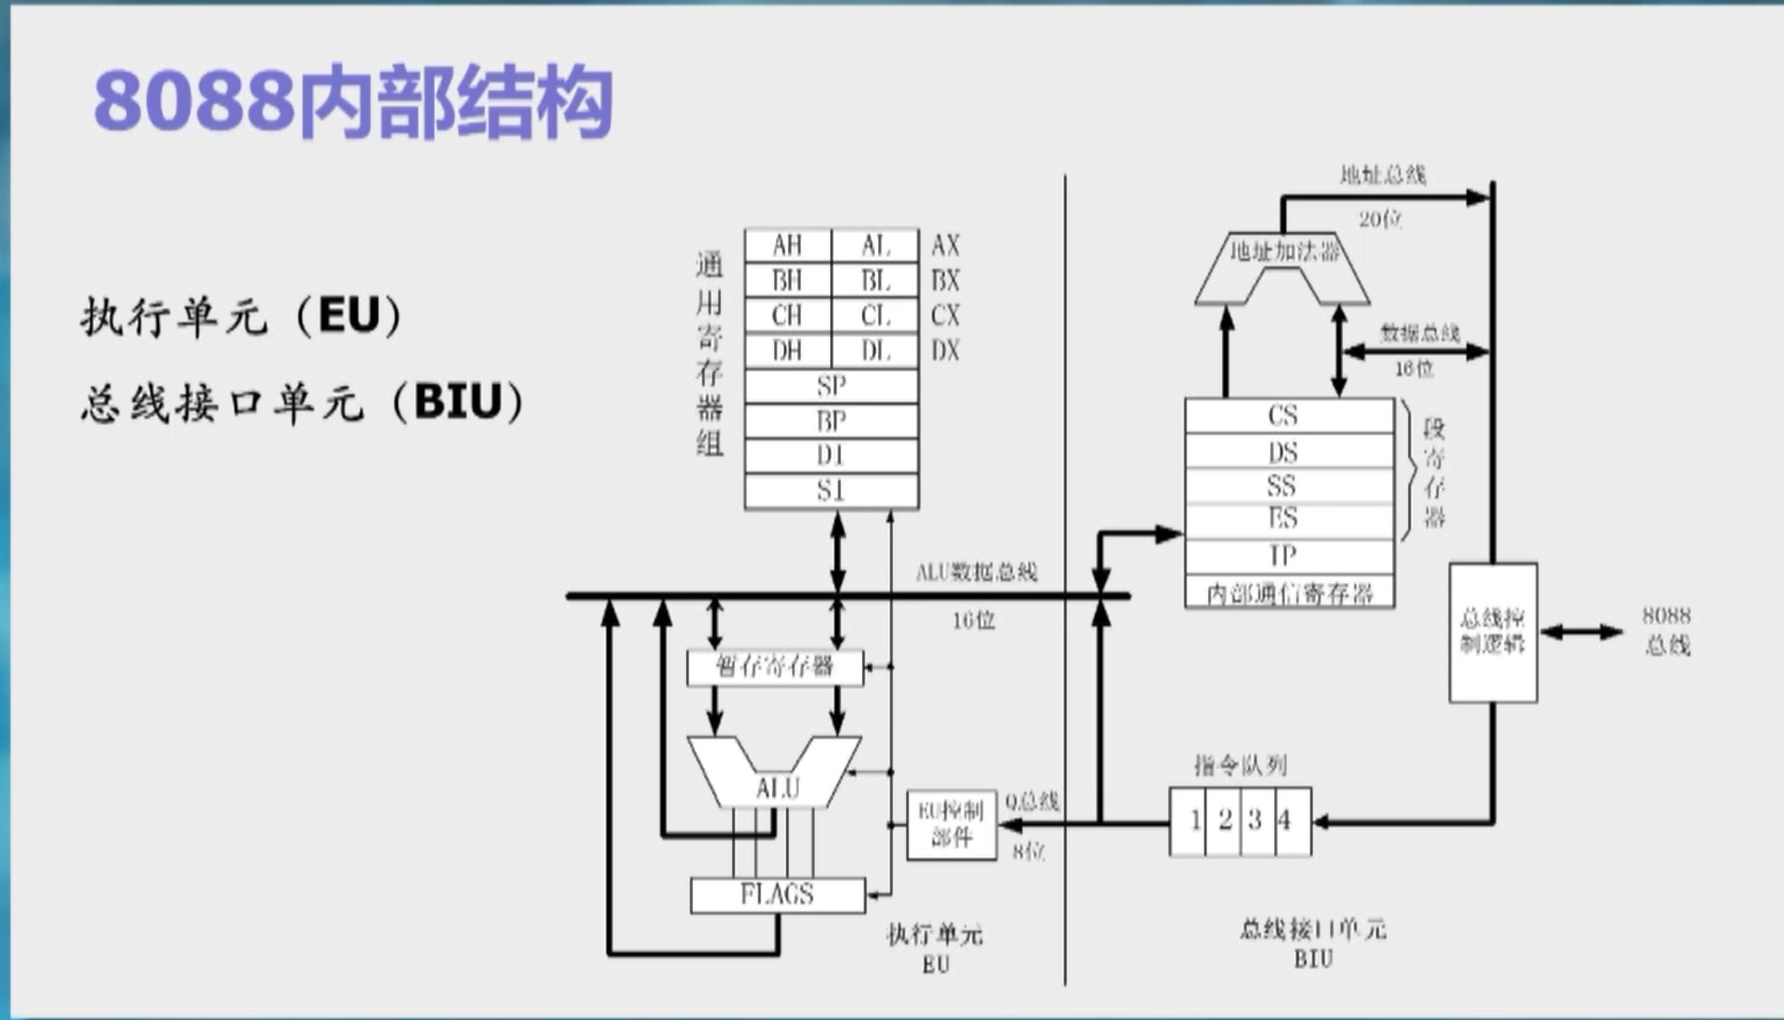 8088内部结构
执行单元（EU）
总线接口单元（BIU）
通用寄存器组
AH AL AX
BH BL BX
CH CL CX
DH DL DX
SP
BP
DI
SI
ALU数据总线
16位
暂存寄存器
ALU
FLAGS
EU控制
部件
Q总线
8位
执行单元
EU
地址总线
20位
地址加法器
数据总线
16位
CS
DS
SS
ES
IP
内部通信寄存器
段寄存器
总线控
制逻辑
8088
总线
指令队列
1 2 3 4
总线接口单元
BIU